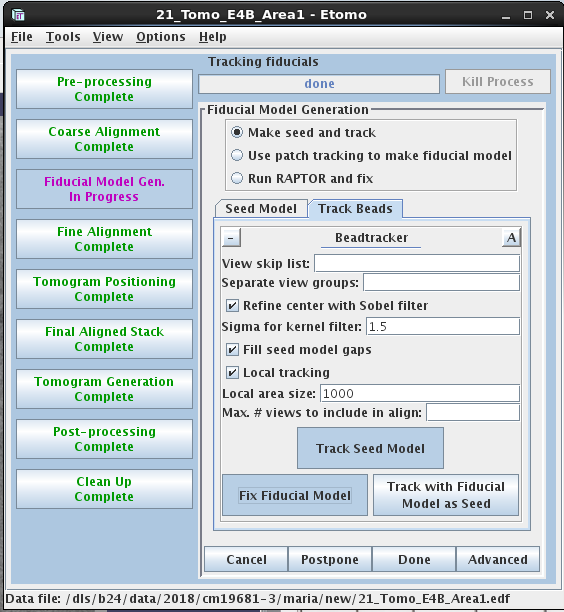 21_Tomo_E4B_Area1 - Etomo
File Tools View Options Help
Tracking fiducials
done
Kill Process
Pre-processing
Complete
Coarse Alignment
Complete
Fiducial Model Gen.
In Progress
Fine Alignment
Complete
Tomogram Positioning
Complete
Final Aligned Stack
Complete
Tomogram Generation
Complete
Post-processing
Complete
Clean Up
Complete
Fiducial Model Generation
Make seed and track
Use patch tracking to make fiducial model
Run RAPTOR and fix
Seed Model Track Beads
- Beadtracker A
View skip list:
Separate view groups:
Refine center with Sobel filter
Sigma for kernel filter: 1.5
Fill seed model gaps
Local tracking
Local area size: 1000
Max. # views to include in align:
Track Seed Model
Fix Fiducial Model
Track with Fiducial
Model as Seed
Cancel Postpone Done Advanced
Data file: /dls/b24/data/2018/cm19681-3/maria/new/21_Tomo_E4B_Area1.edf